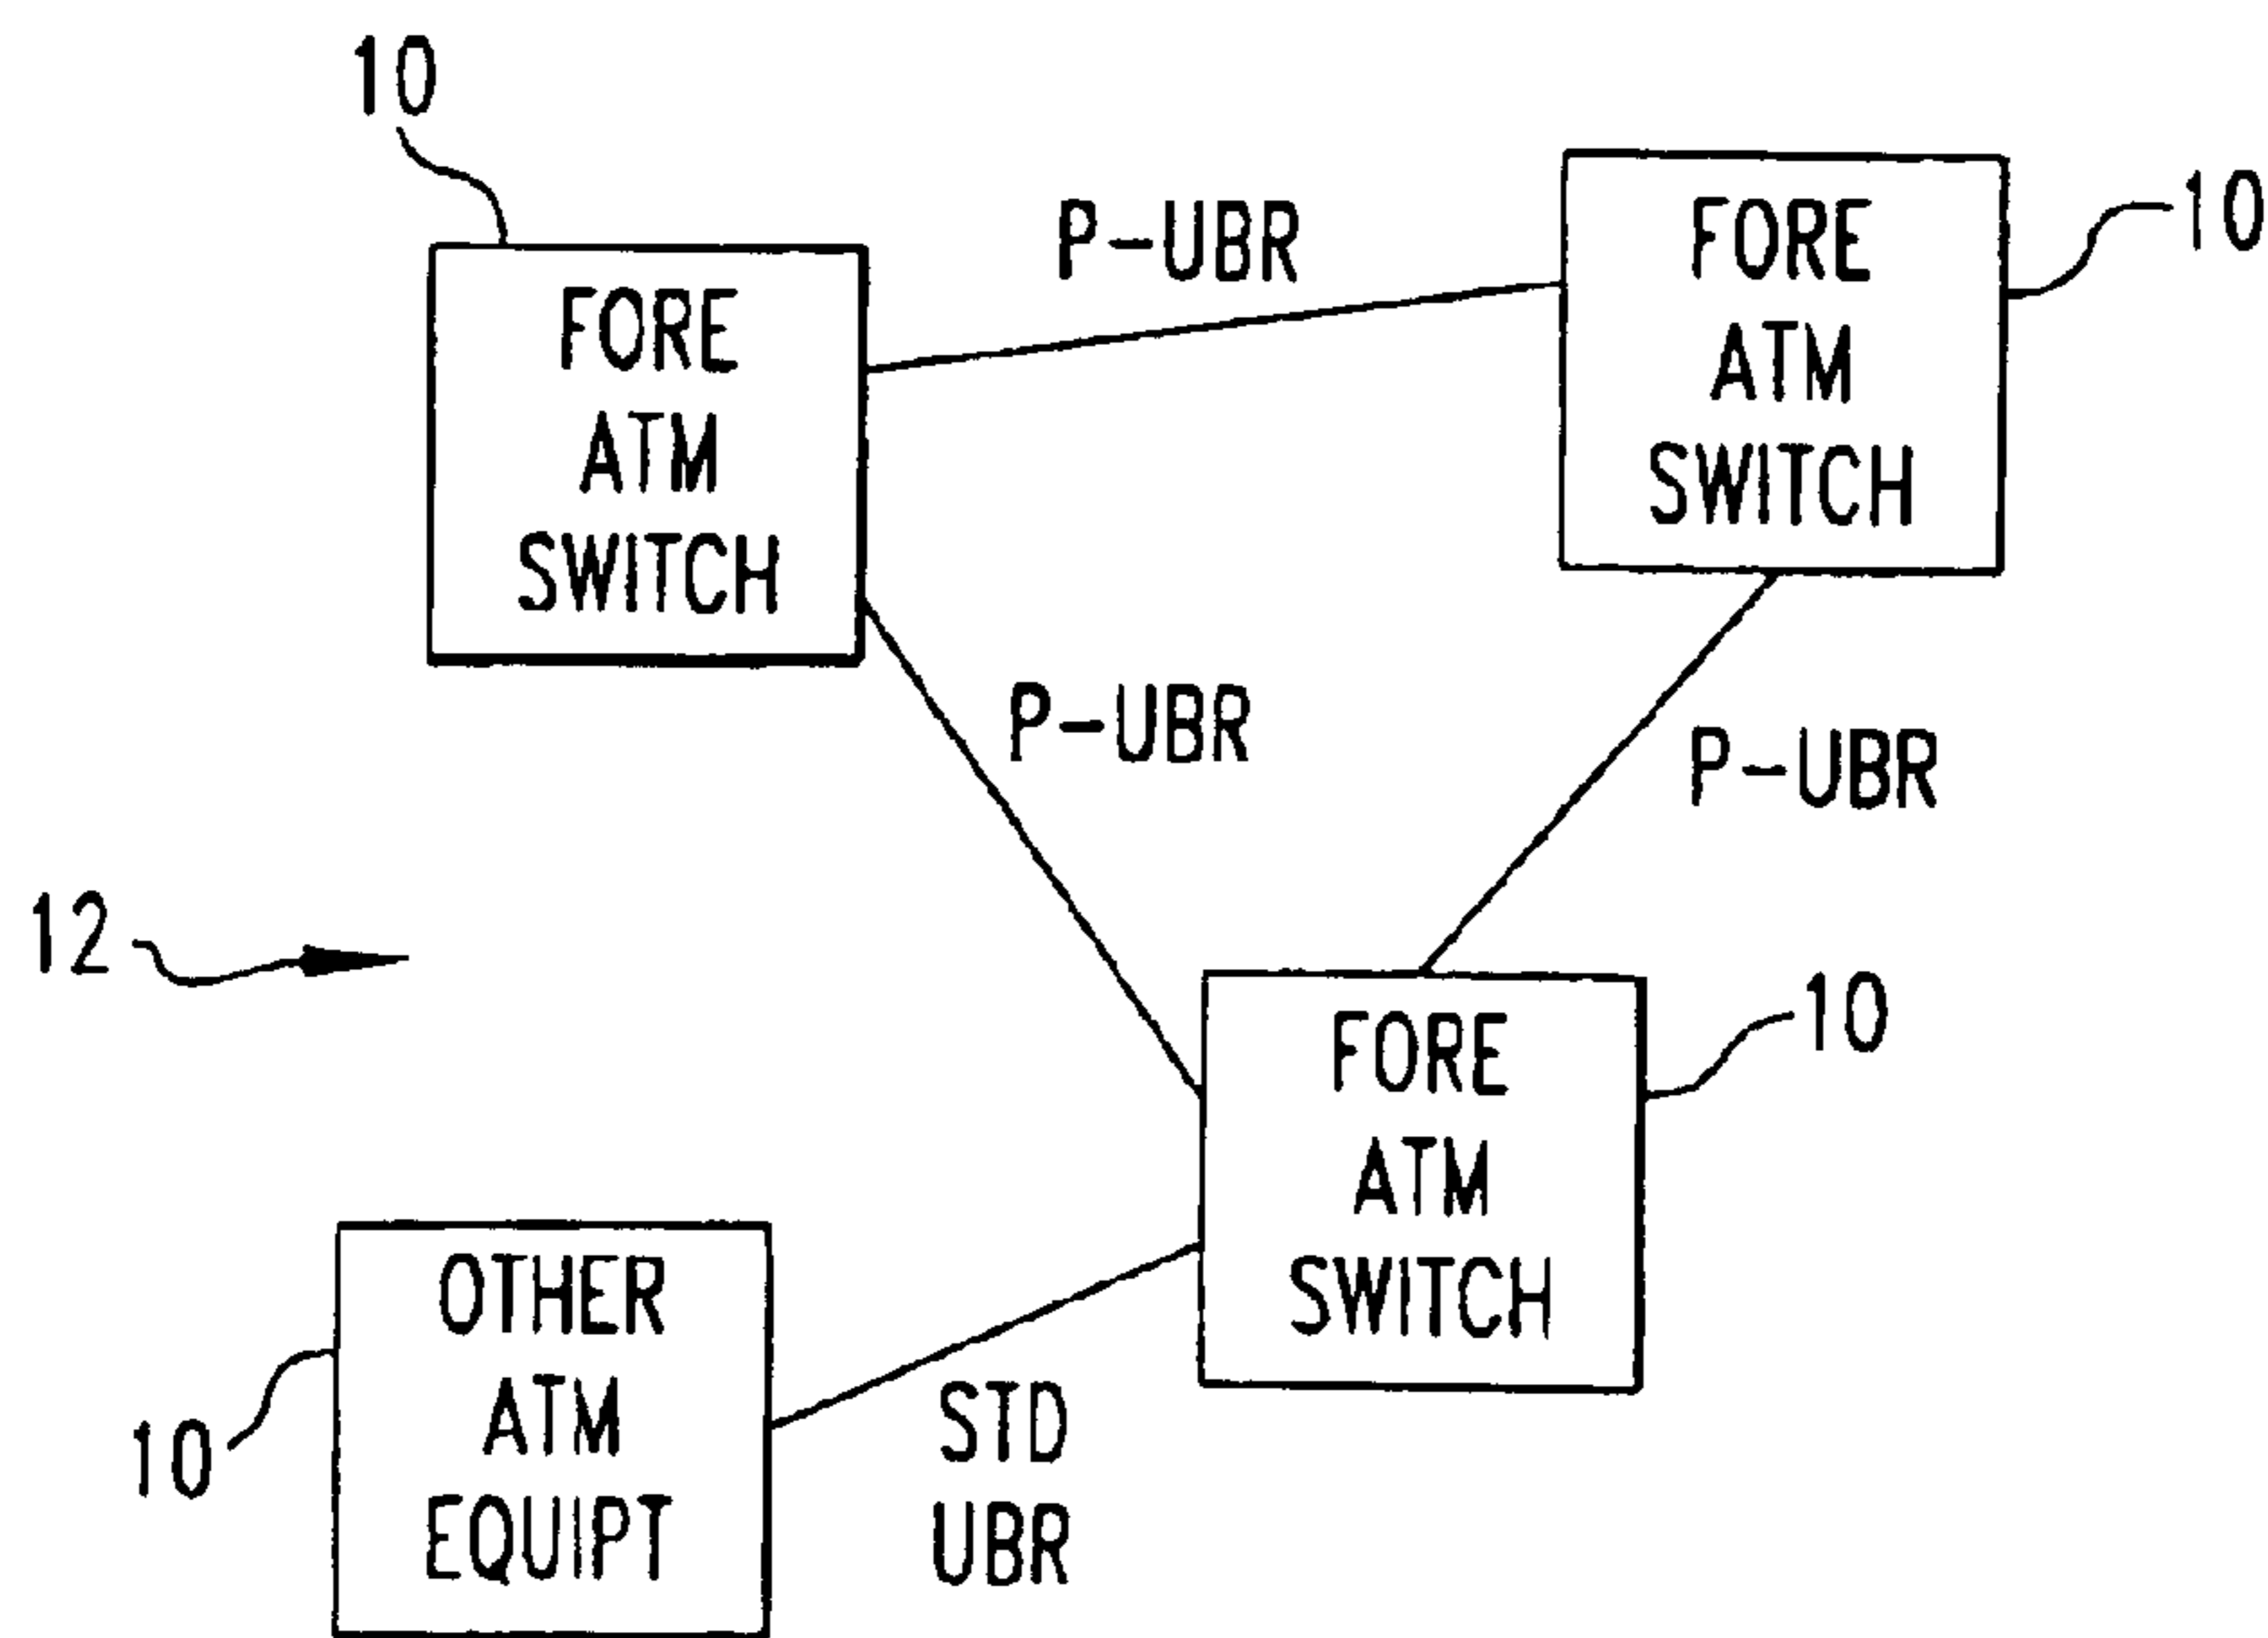 10
FORE
ATM
SWITCH
P-UBR
FORE
ATM
SWITCH
10
P-UBR
P-UBR
12
FORE
ATM
SWITCH
10
OTHER
ATM
EQUIPT
10
STD
UBR